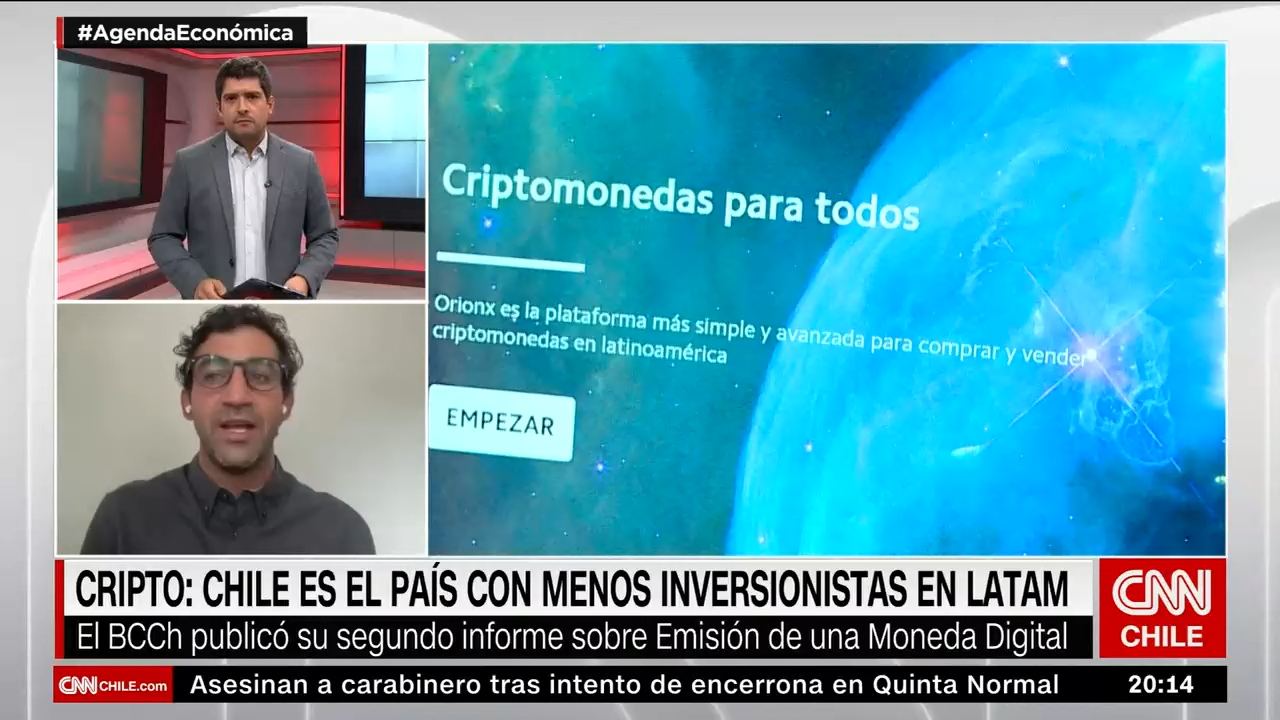 #AgendaEconómica
Criptomonedas para todos
Orionx es la plataforma más simple y avanzada para comprar y vender
criptomonedas en latinoamérica
EMPEZAR
CRIPTO: CHILE ES EL PAÍS CON MENOS INVERSIONISTAS EN LATAM
El BCCh publicó su segundo informe sobre Emisión de una Moneda Digital
CNN
CHILE
CNNCHILE.com
Asesinan a carabinero tras intento de encerrona en Quinta Normal
20:14